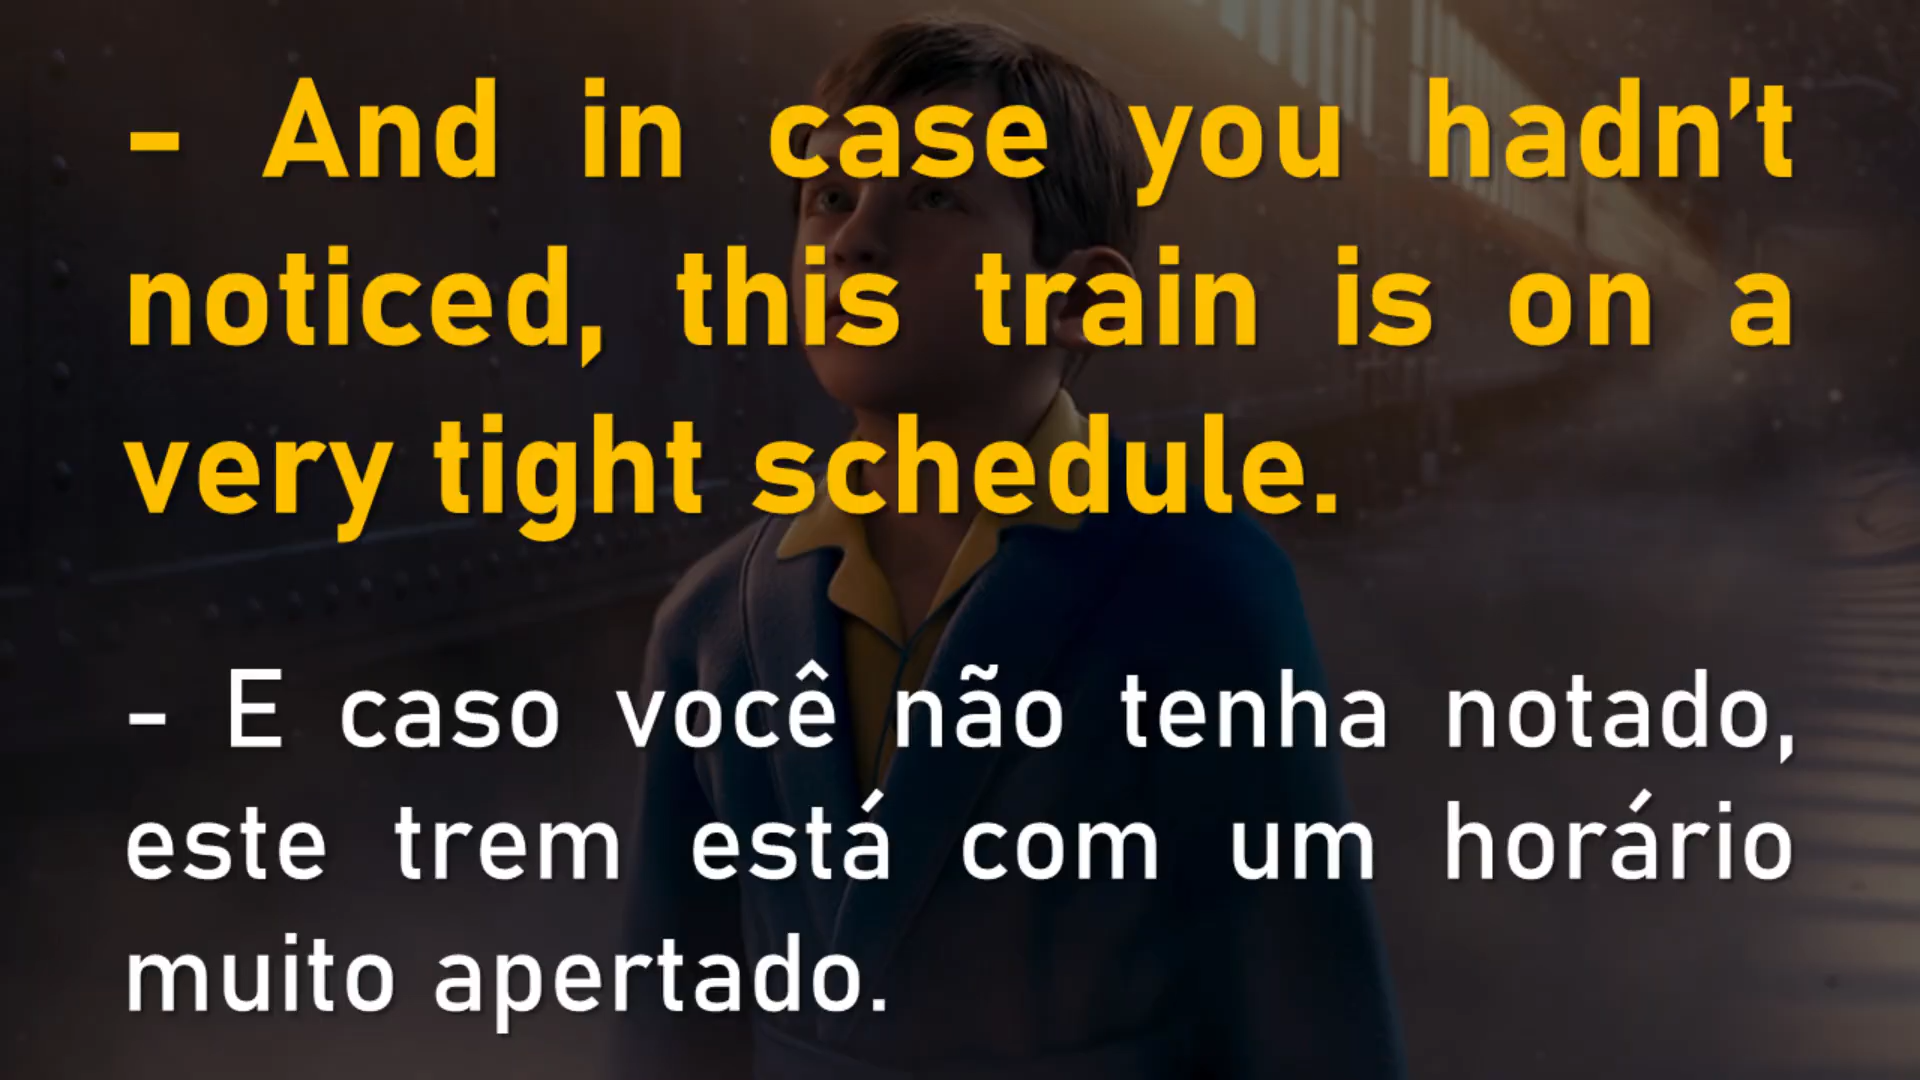 - And in case you hadn’t
noticed, this train is on a
very tight schedule.
- E caso você não tenha notado,
este trem está com um horário
muito apertado.